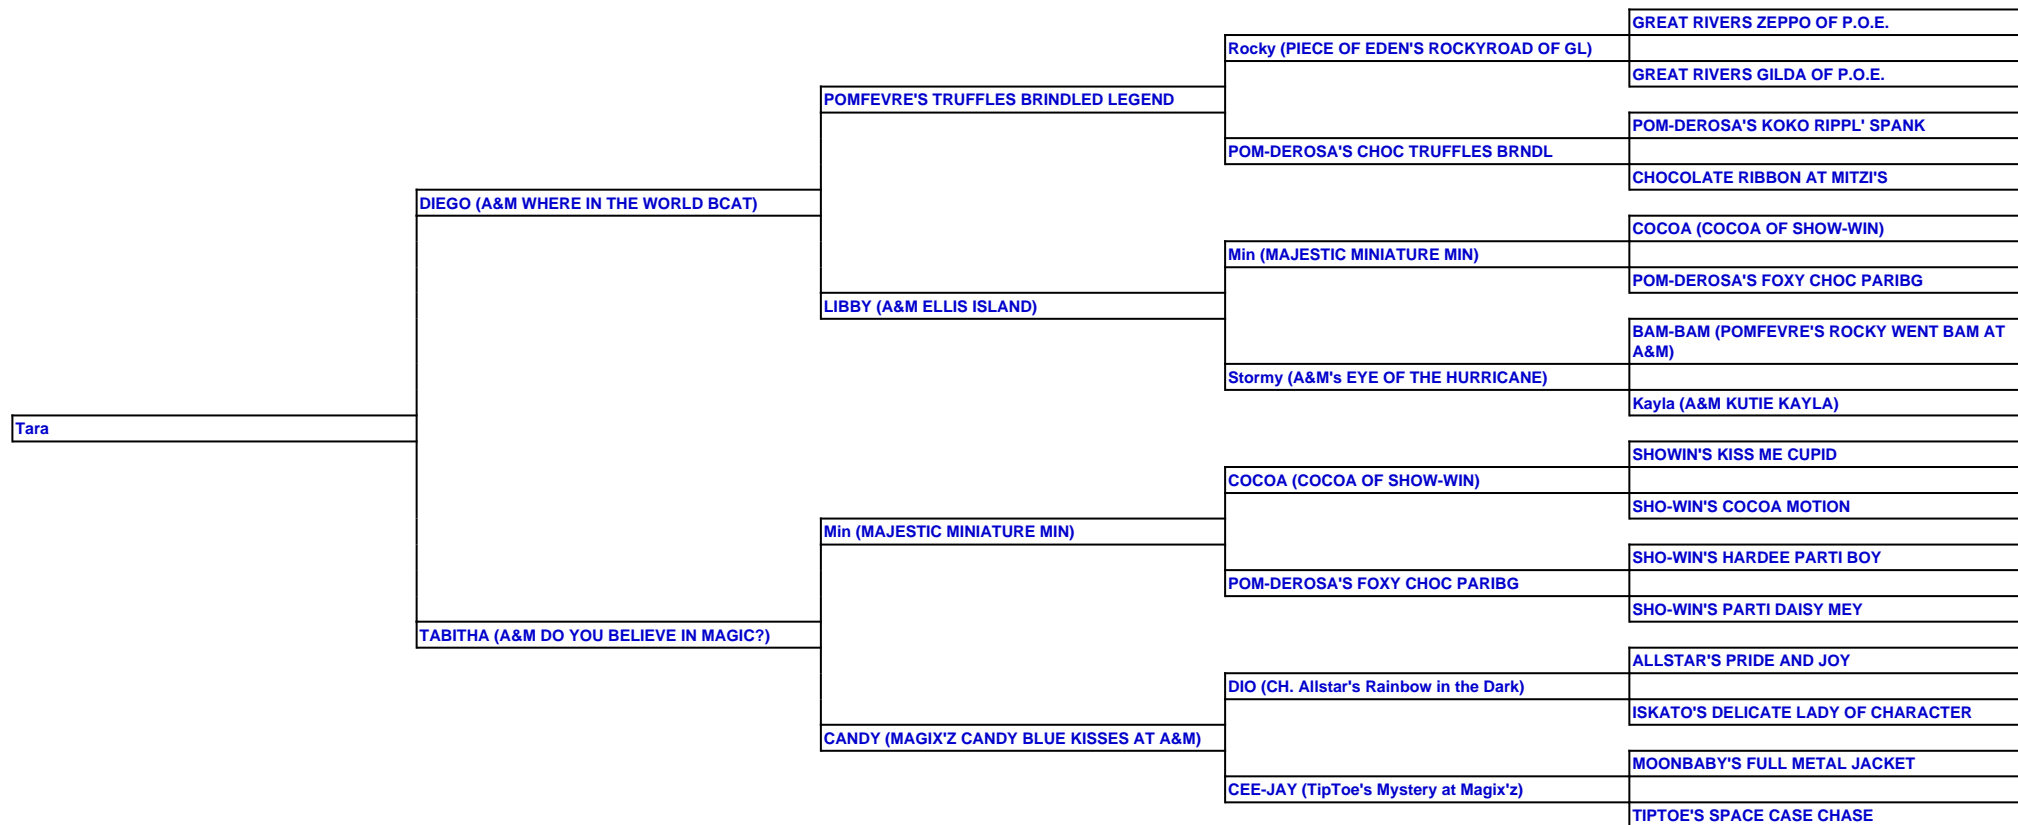 GREAT RIVERS ZEPPO OF P.O.E.
Rocky (PIECE OF EDEN'S ROCKYROAD OF GL)
GREAT RIVERS GILDA OF P.O.E.
POMFEVRE'S TRUFFLES BRINDLED LEGEND
POM-DEROSA'S KOKO RIPPL' SPANK
POM-DEROSA'S CHOC TRUFFLES BRNDL
CHOCOLATE RIBBON AT MITZI'S
DIEGO (A&M WHERE IN THE WORLD BCAT)
COCOA (COCOA OF SHOW-WIN)
Min (MAJESTIC MINIATURE MIN)
POM-DEROSA'S FOXY CHOC PARIBG
LIBBY (A&M ELLIS ISLAND)
BAM-BAM (POMFEVRE'S ROCKY WENT BAM AT
A&M)
Stormy (A&M's EYE OF THE HURRICANE)
Kayla (A&M KUTIE KAYLA)
Tara
SHOWIN'S KISS ME CUPID
COCOA (COCOA OF SHOW-WIN)
SHO-WIN'S COCOA MOTION
Min (MAJESTIC MINIATURE MIN)
SHO-WIN'S HARDEE PARTI BOY
POM-DEROSA'S FOXY CHOC PARIBG
SHO-WIN'S PARTI DAISY MEY
TABITHA (A&M DO YOU BELIEVE IN MAGIC?)
ALLSTAR'S PRIDE AND JOY
DIO (CH. Allstar's Rainbow in the Dark)
ISKATO'S DELICATE LADY OF CHARACTER
CANDY (MAGIX'Z CANDY BLUE KISSES AT A&M)
MOONBABY'S FULL METAL JACKET
CEE-JAY (TipToe's Mystery at Magix'z)
TIPTOE'S SPACE CASE CHASE